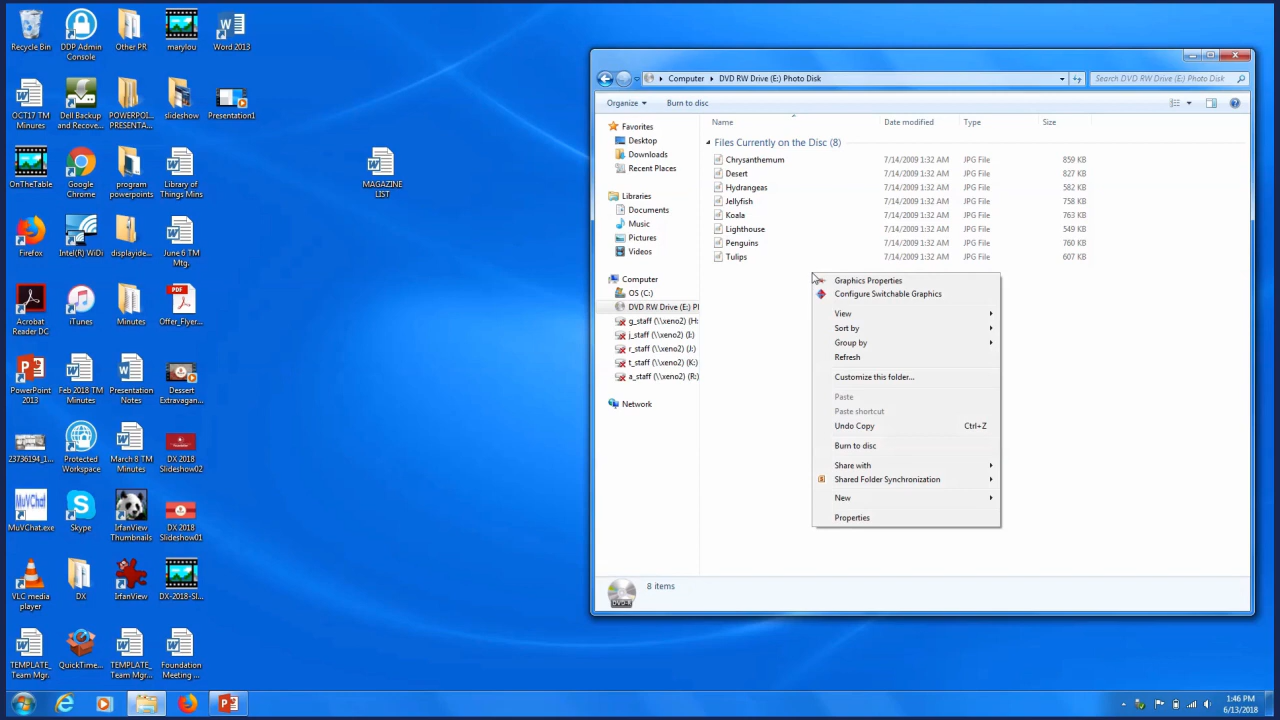 Recycle Bin
DDP Admin
Console
Other PR
marylou
Word 2013
OCT17 TM
Minures
Dell Backup
and Recove...
POWERPOI...
PRESENTA...
slideshow
Presentation1
OnTheTable
Google
Chrome
program
powerpoints
Library of
Things Mins
MAGAZINE
LIST
Firefox
Intel(R) WiDi
displayide...
June 6 TM
Mtg.
Acrobat
Reader DC
iTunes
Minutes
Offer_Flyer...
PowerPoint
2013
Feb 2018 TM
Minutes
Presentation
Notes
Dessert
Extravagan...
23736194_1...
Protected
Workspace
March 8 TM
Minutes
DX 2018
Slideshow02
MuVChat.exe
Skype
IrfanView
Thumbnails
DX 2018
Slideshow01
VLC media
player
DX
IrfanView
DX-2018-Sl...
TEMPLATE_
Team Mgr.
QuickTime...
TEMPLATE_
Team Mgr...
Foundation
Meeting ...
Computer
DVD RW Drive (E:) Photo Disk
Search DVD RW Drive (E:) Photo Disk
Organize
Burn to disc
Favorites
Desktop
Downloads
Recent Places
Libraries
Documents
Music
Pictures
Videos
Computer
OS (C:)
DVD RW Drive (E:) P
g_staff (\\xeno2) (H:
j_staff (\\xeno2) (I:)
r_staff (\\xeno2) (J:)
t_staff (\\xeno2) (K:)
a_staff (\\xeno2) (R:)
Network
Name Date modified Type Size
Files Currently on the Disc (8)
Chrysanthemum 7/14/2009 1:32 AM JPG File 859 KB
Desert 7/14/2009 1:32 AM JPG File 827 KB
Hydrangeas 7/14/2009 1:32 AM JPG File 582 KB
Jellyfish 7/14/2009 1:32 AM JPG File 758 KB
Koala 7/14/2009 1:32 AM JPG File 763 KB
Lighthouse 7/14/2009 1:32 AM JPG File 549 KB
Penguins 7/14/2009 1:32 AM JPG File 760 KB
Tulips 7/14/2009 1:32 AM JPG File 607 KB
Graphics Properties
Configure Switchable Graphics
View
Sort by
Group by
Refresh
Customize this folder...
Paste
Paste shortcut
Undo Copy Ctrl+Z
Burn to disc
Share with
Shared Folder Synchronization
New
Properties
8 items
DVD-R
1:46 PM
6/13/2018